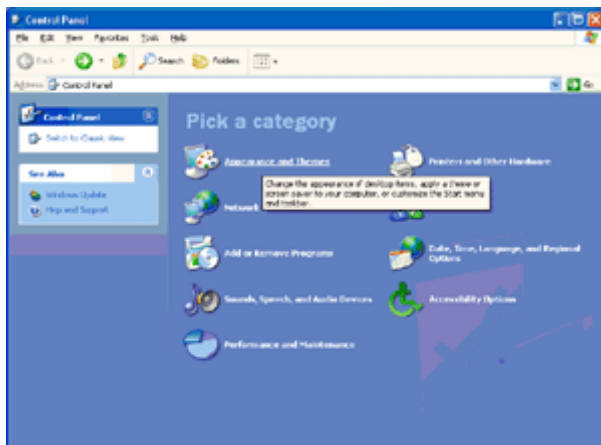 Control Panel
File Edit View Favorites Tools Help
Back Search Folders
Address Control Panel Go
Control Panel
Switch to Classic View
See Also
Windows Update
Help and Support
Pick a category
Appearance and Themes
Printers and Other Hardware
Change the appearance of desktop items, apply a theme or
screen saver to your computer, or customize the Start menu
and taskbar.
Network
Add or Remove Programs
Date, Time, Language, and Regional
Options
Sounds, Speech, and Audio Devices
Accessibility Options
Performance and Maintenance